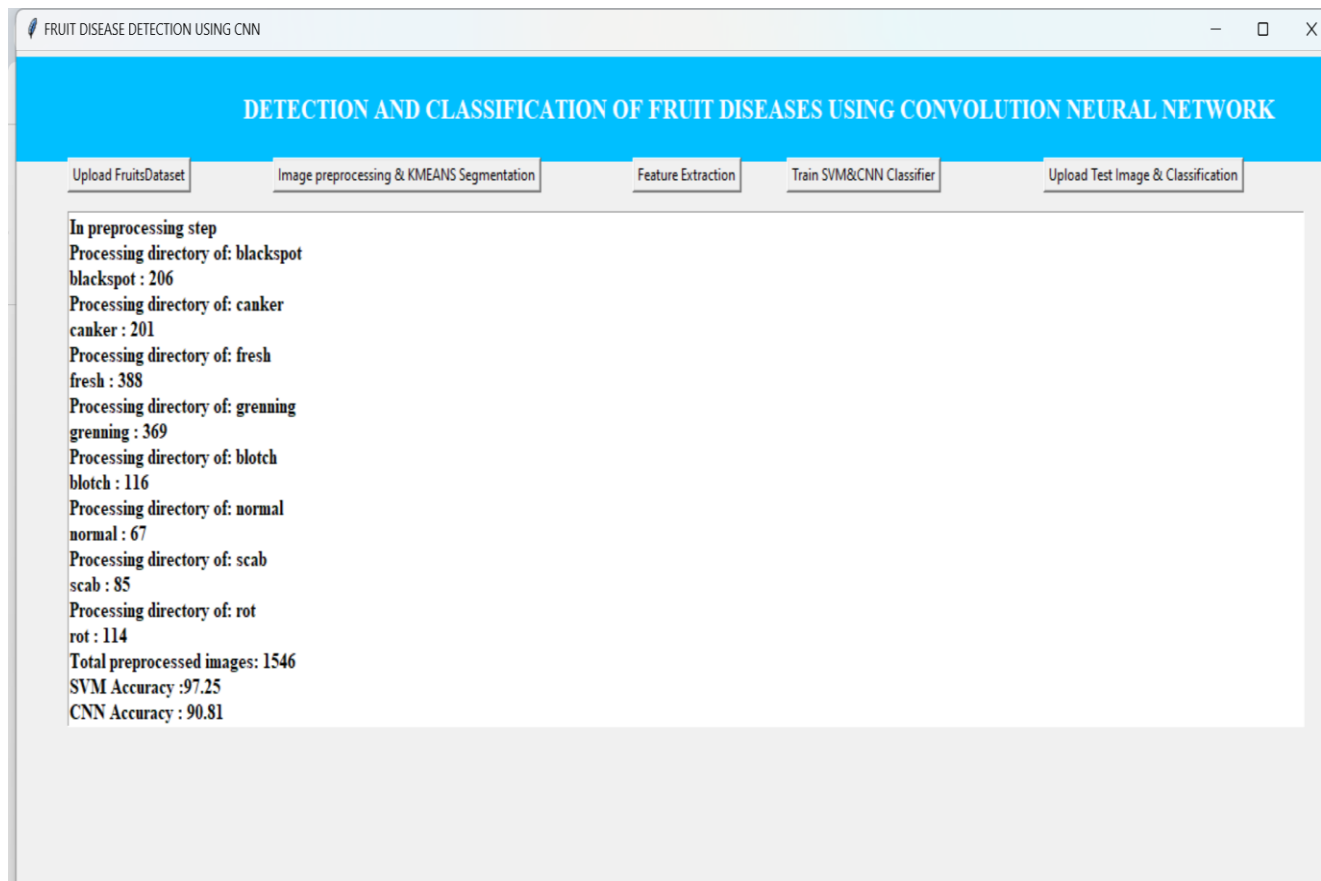 FRUIT DISEASE DETECTION USING CNN
DETECTION AND CLASSIFICATION OF FRUIT DISEASES USING CONVOLUTION NEURAL NETWORK
Upload FruitsDataset
Image preprocessing & KMEANS Segmentation
Feature Extraction
Train SVM&CNN Classifier
Upload Test Image & Classification
In preprocessing step
Processing directory of: blackspot
blackspot : 206
Processing directory of: canker
canker : 201
Processing directory of: fresh
fresh : 388
Processing directory of: grenning
grenning : 369
Processing directory of: blotch
blotch : 116
Processing directory of: normal
normal : 67
Processing directory of: scab
scab : 85
Processing directory of: rot
rot : 114
Total preprocessed images: 1546
SVM Accuracy :97.25
CNN Accuracy : 90.81